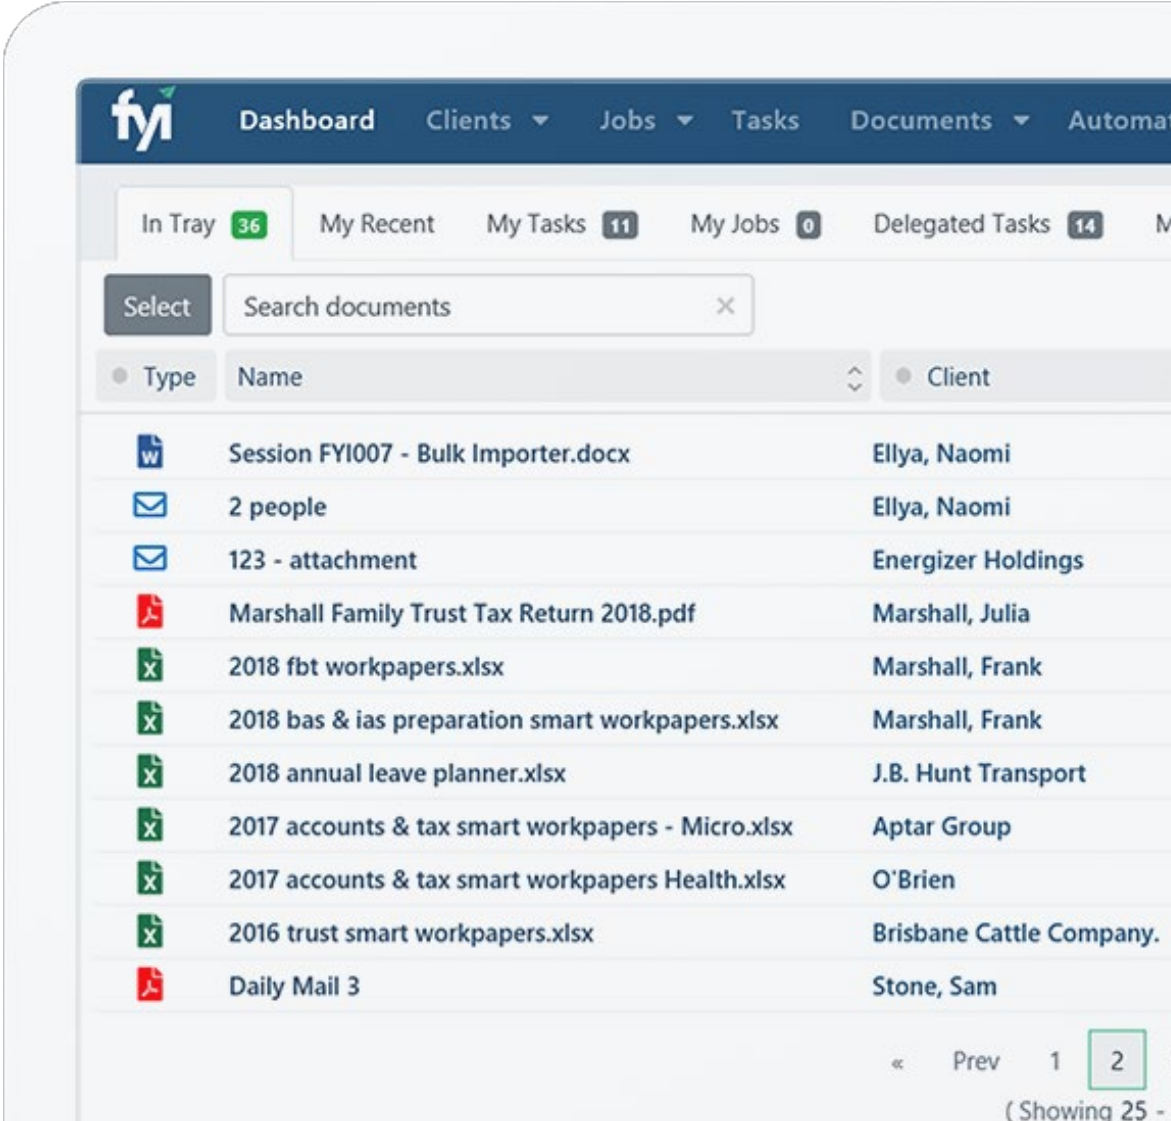 fyi Dashboard Clients Jobs Tasks Documents Automat
In Tray 36 My Recent My Tasks 11 My Jobs 0 Delegated Tasks 14 M
Select Search documents ×
Type Name Client
Session FYI007 - Bulk Importer.docx Ellya, Naomi
2 people Ellya, Naomi
123 - attachment Energizer Holdings
Marshall Family Trust Tax Return 2018.pdf Marshall, Julia
2018 fbt workpapers.xlsx Marshall, Frank
2018 bas & ias preparation smart workpapers.xlsx Marshall, Frank
2018 annual leave planner.xlsx J.B. Hunt Transport
2017 accounts & tax smart workpapers - Micro.xlsx Aptar Group
2017 accounts & tax smart workpapers Health.xlsx O'Brien
2016 trust smart workpapers.xlsx Brisbane Cattle Company.
Daily Mail 3 Stone, Sam
« Prev 1 2
( Showing 25 -